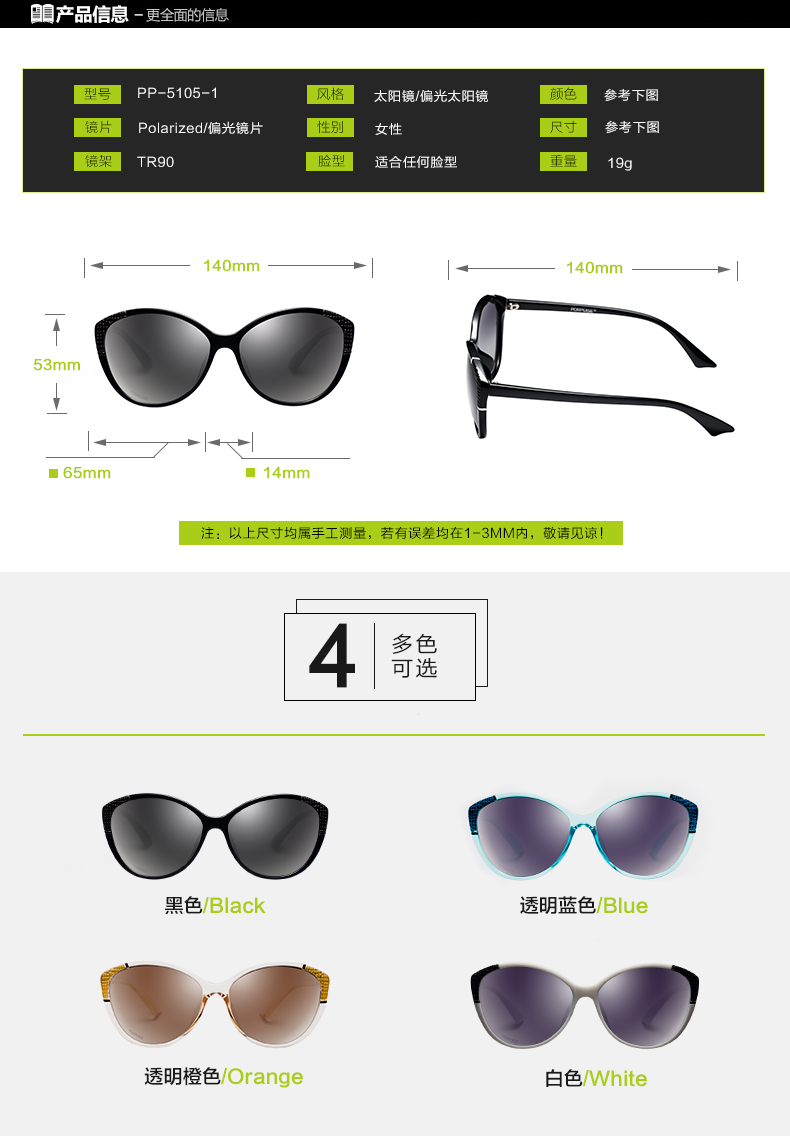 产品信息 – 更全面的信息
型号 PP-5105-1 风格 太阳镜/偏光太阳镜 颜色 参考下图
镜片 Polarized/偏光镜片 性别 女性 尺寸 参考下图
镜架 TR90 脸型 适合任何脸型 重量 19g
140mm 140mm
53mm
65mm 14mm
注：以上尺寸均属手工测量，若有误差均在1-3MM内，敬请见谅！
4 多色
可选
黑色/Black 透明蓝色/Blue
透明橙色/Orange 白色/White